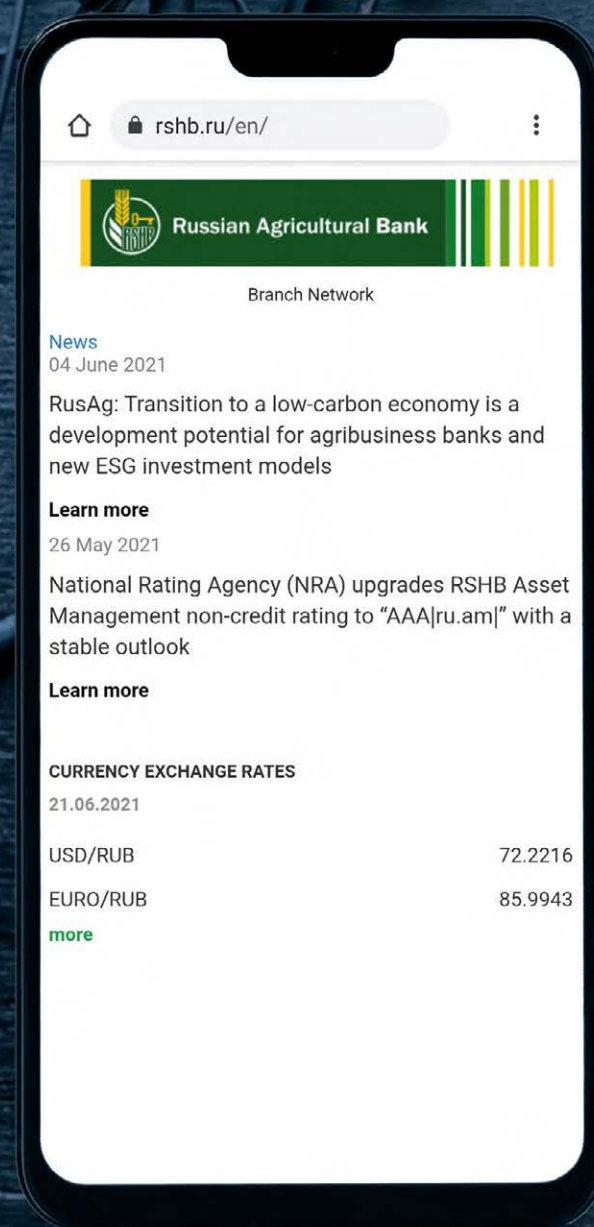 rshb.ru/en/
RSHB
Russian Agricultural Bank
Branch Network
News
04 June 2021
RusAg: Transition to a low-carbon economy is a
development potential for agribusiness banks and
new ESG investment models
Learn more
26 May 2021
National Rating Agency (NRA) upgrades RSHB Asset
Management non-credit rating to “AAA|ru.am|” with a
stable outlook
Learn more
CURRENCY EXCHANGE RATES
21.06.2021
USD/RUB 72.2216
EURO/RUB 85.9943
more